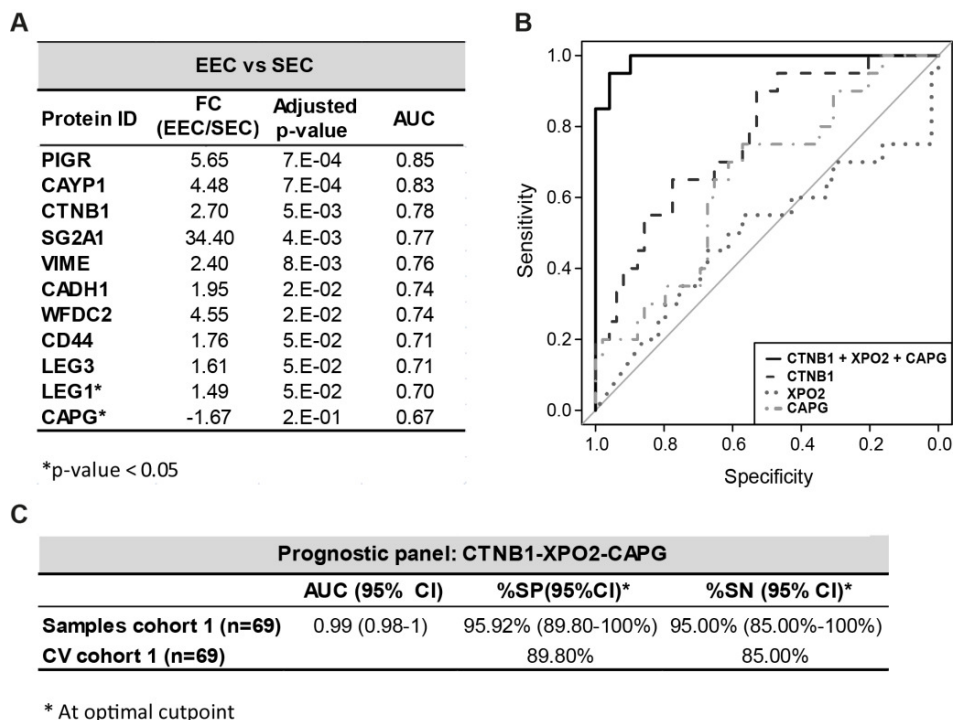 A
EEC vs SEC
Protein ID FC (EEC/SEC) Adjusted p-value AUC
PIGR 5.65 7.E-04 0.85
CAYP1 4.48 7.E-04 0.83
CTNB1 2.70 5.E-03 0.78
SG2A1 34.40 4.E-03 0.77
VIME 2.40 8.E-03 0.76
CADH1 1.95 2.E-02 0.74
WFDC2 4.55 2.E-02 0.74
CD44 1.76 5.E-02 0.71
LEG3 1.61 5.E-02 0.71
LEG1* 1.49 5.E-02 0.70
CAPG* -1.67 2.E-01 0.67
*p-value < 0.05
B
Sensitivity
1.0
0.8
0.6
0.4
0.2
0.0
CTNB1 + XPO2 + CAPG
CTNB1
XPO2
CAPG
1.0 0.8 0.6 0.4 0.2 0.0
Specificity
C
Prognostic panel: CTNB1-XPO2-CAPG
AUC (95% CI) %SP(95%CI)* %SN (95% CI)*
Samples cohort 1 (n=69) 0.99 (0.98-1) 95.92% (89.80-100%) 95.00% (85.00%-100%)
CV cohort 1 (n=69) 89.80% 85.00%
* At optimal cutpoint